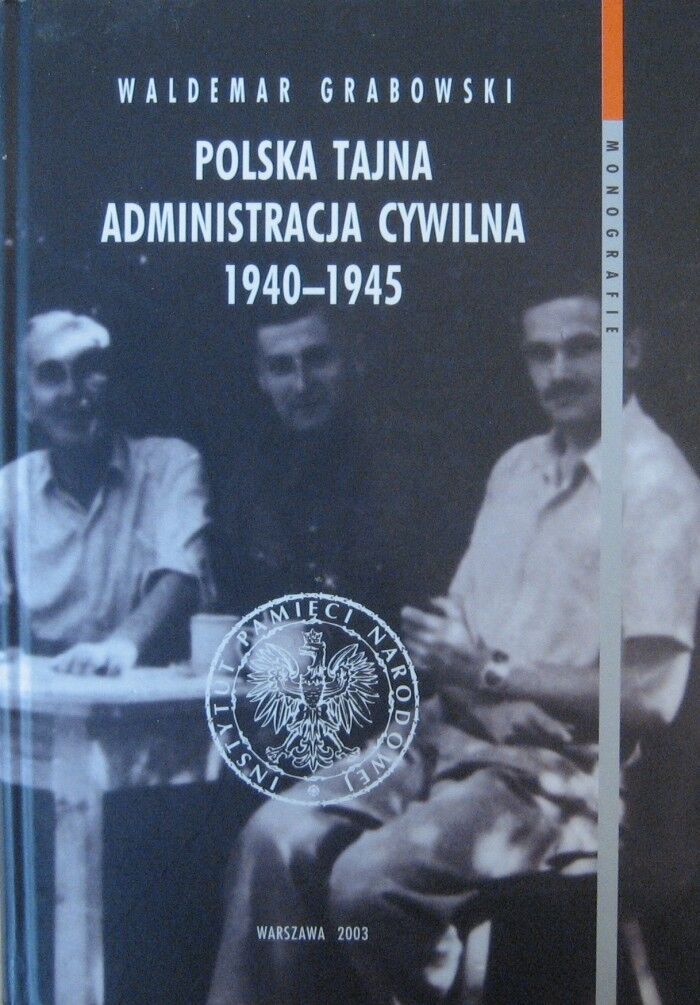 WALDEMAR GRABOWSKI
POLSKA TAJNA
ADMINISTRACJA CYWILNA
1940–1945
MONOGRAFIE
INSTYTUT PAMIĘCI NARODOWEJ
WARSZAWA 2003